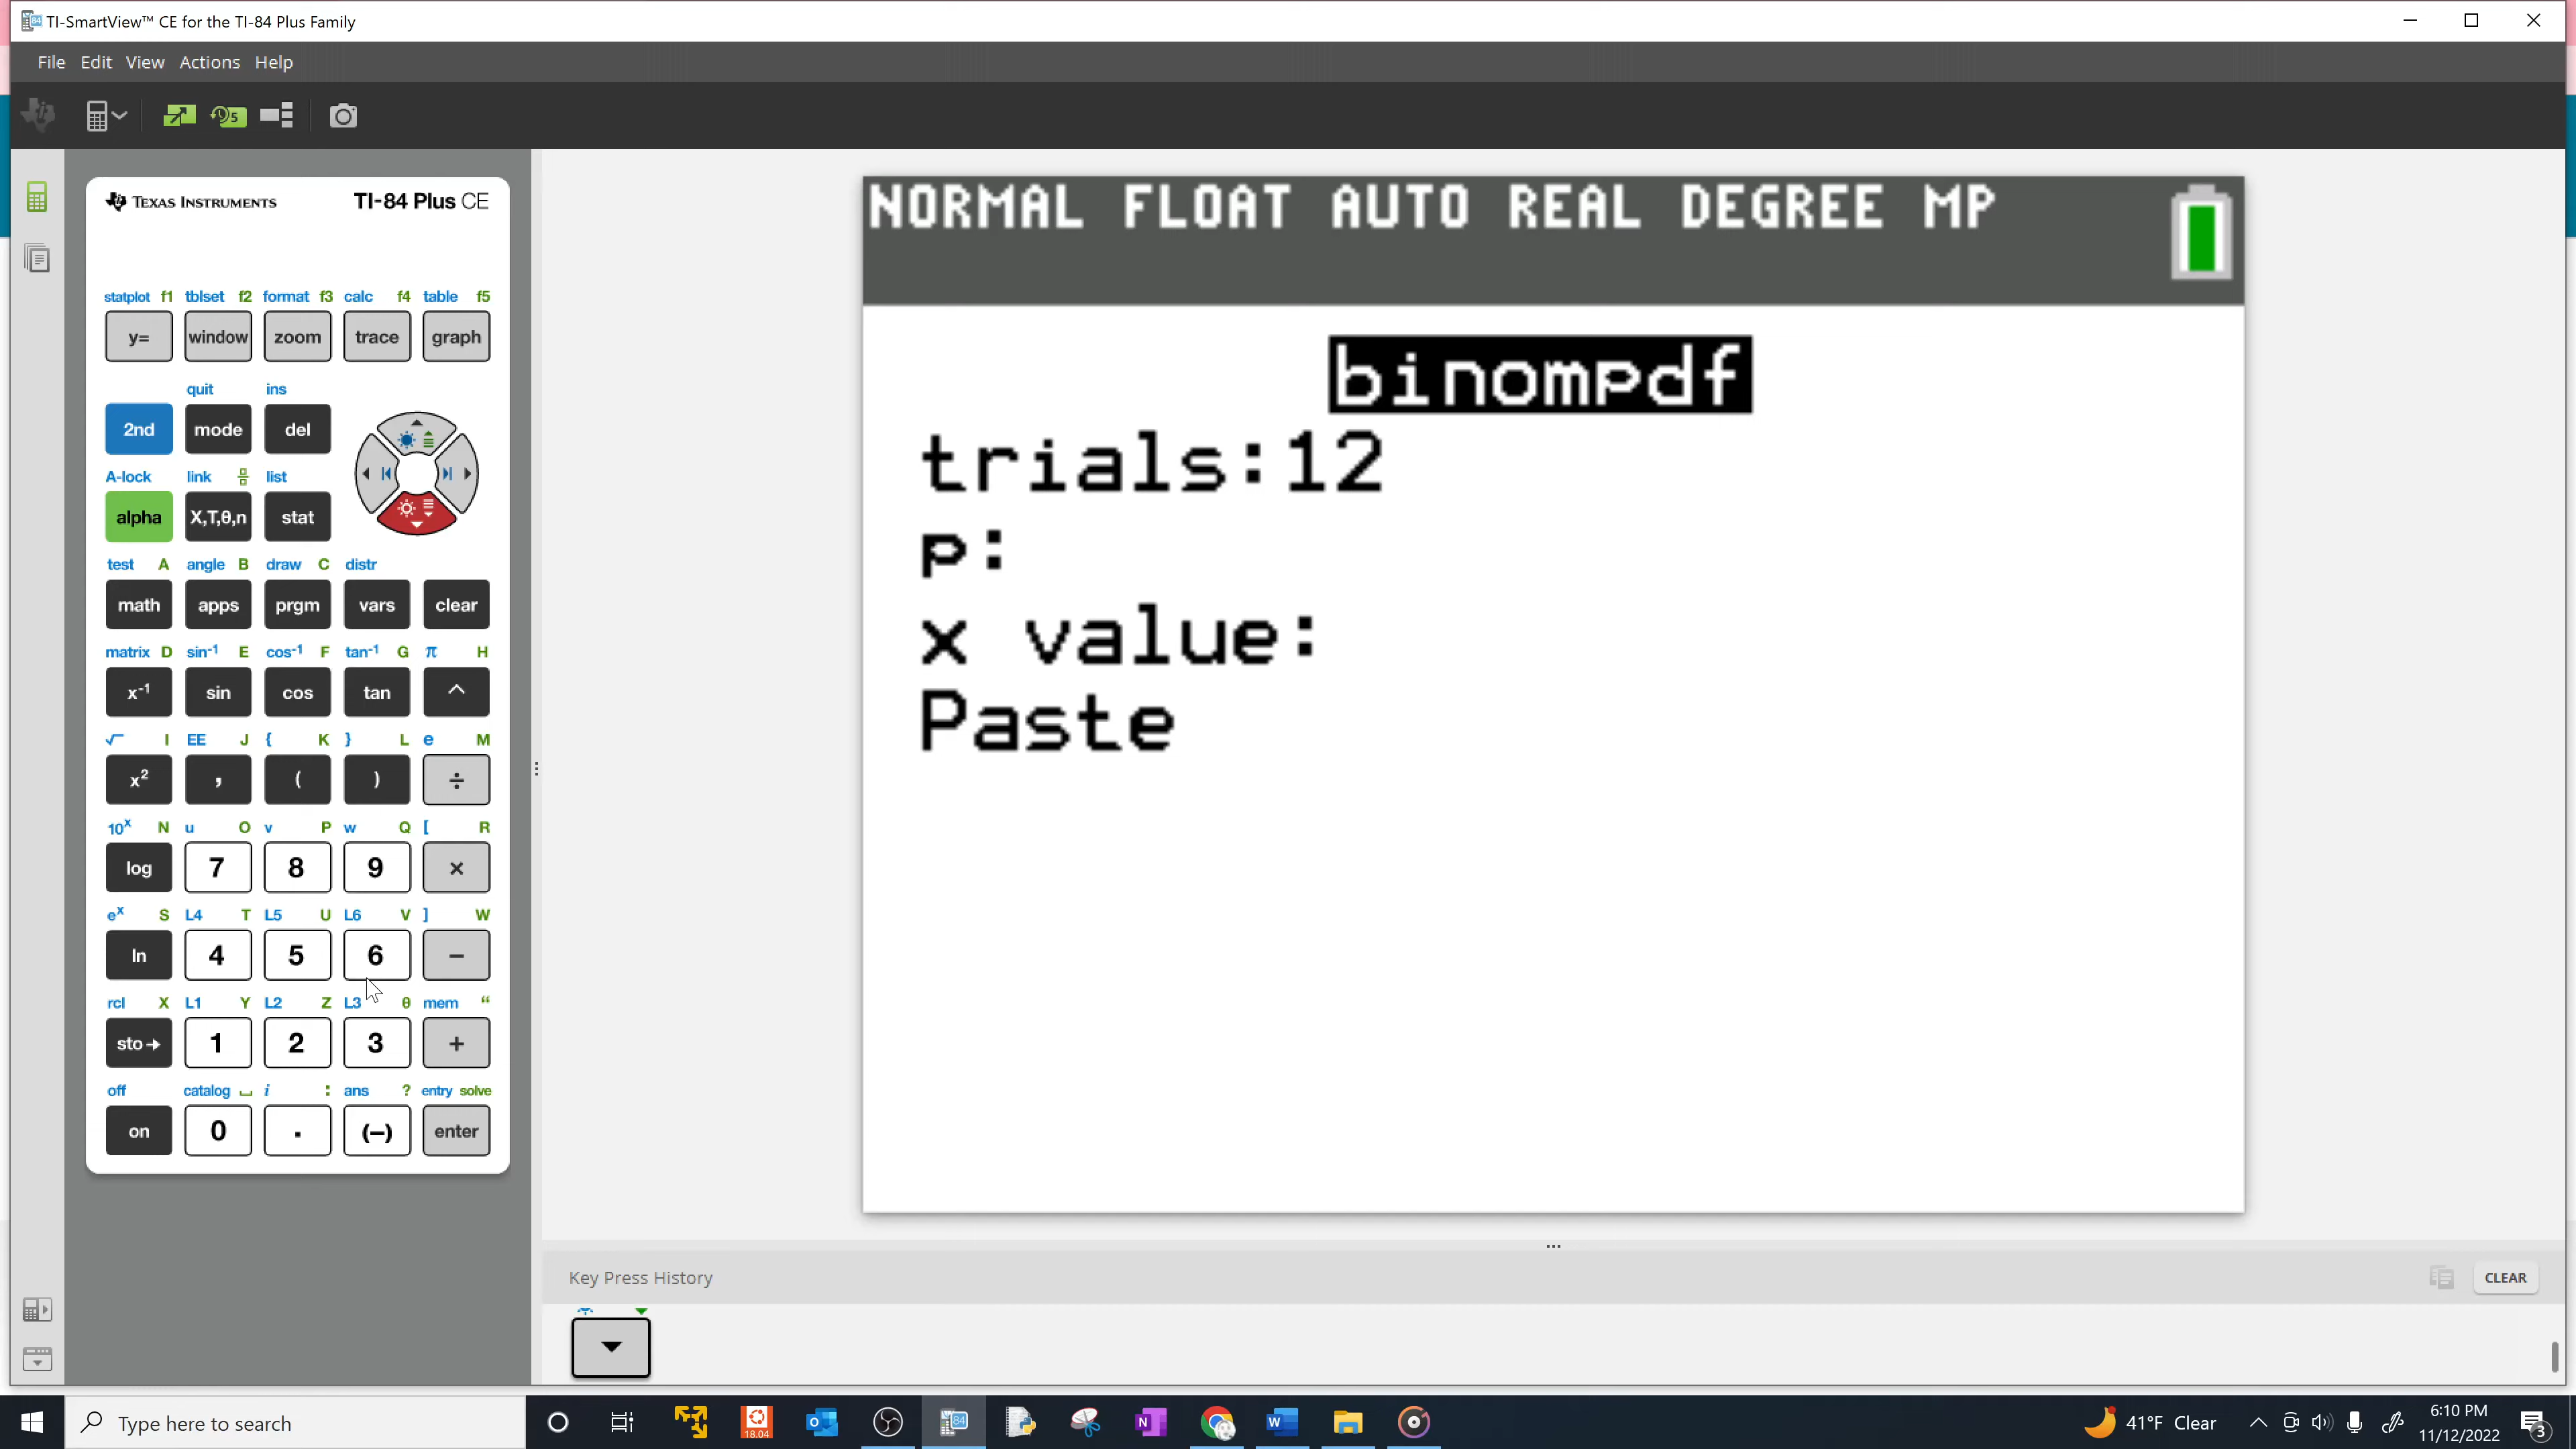 TI-SmartView™ CE for the TI-84 Plus Family
File Edit View Actions Help
5
TEXAS INSTRUMENTS TI-84 Plus CE
statplot f1 tblset f2 format f3 calc f4 table f5
y= window zoom trace graph
quit ins
2nd mode del
A-lock link list
alpha X,T,θ,n stat
test A angle B draw C distr
math apps prgm vars clear
matrix D sin-1 E cos-1 F tan-1 G π H
x-1 sin cos tan ^
√ I EE J { K } L e M
x2 , ( ) ÷
10x N u O v P w Q [ R
log 7 8 9 ×
ex S L4 T L5 U L6 V ] W
ln 4 5 6 −
rcl X L1 Y L2 Z L3 θ mem “
sto→ 1 2 3 +
off catalog ⎵ i : ans ? entry solve
on 0 . (−) enter
NORMAL FLOAT AUTO REAL DEGREE MP
binompdf
trials:12
p:
x value:
Paste
Key Press History
CLEAR
Type here to search
18.04
84
41°F Clear
6:10 PM
11/12/2022
3